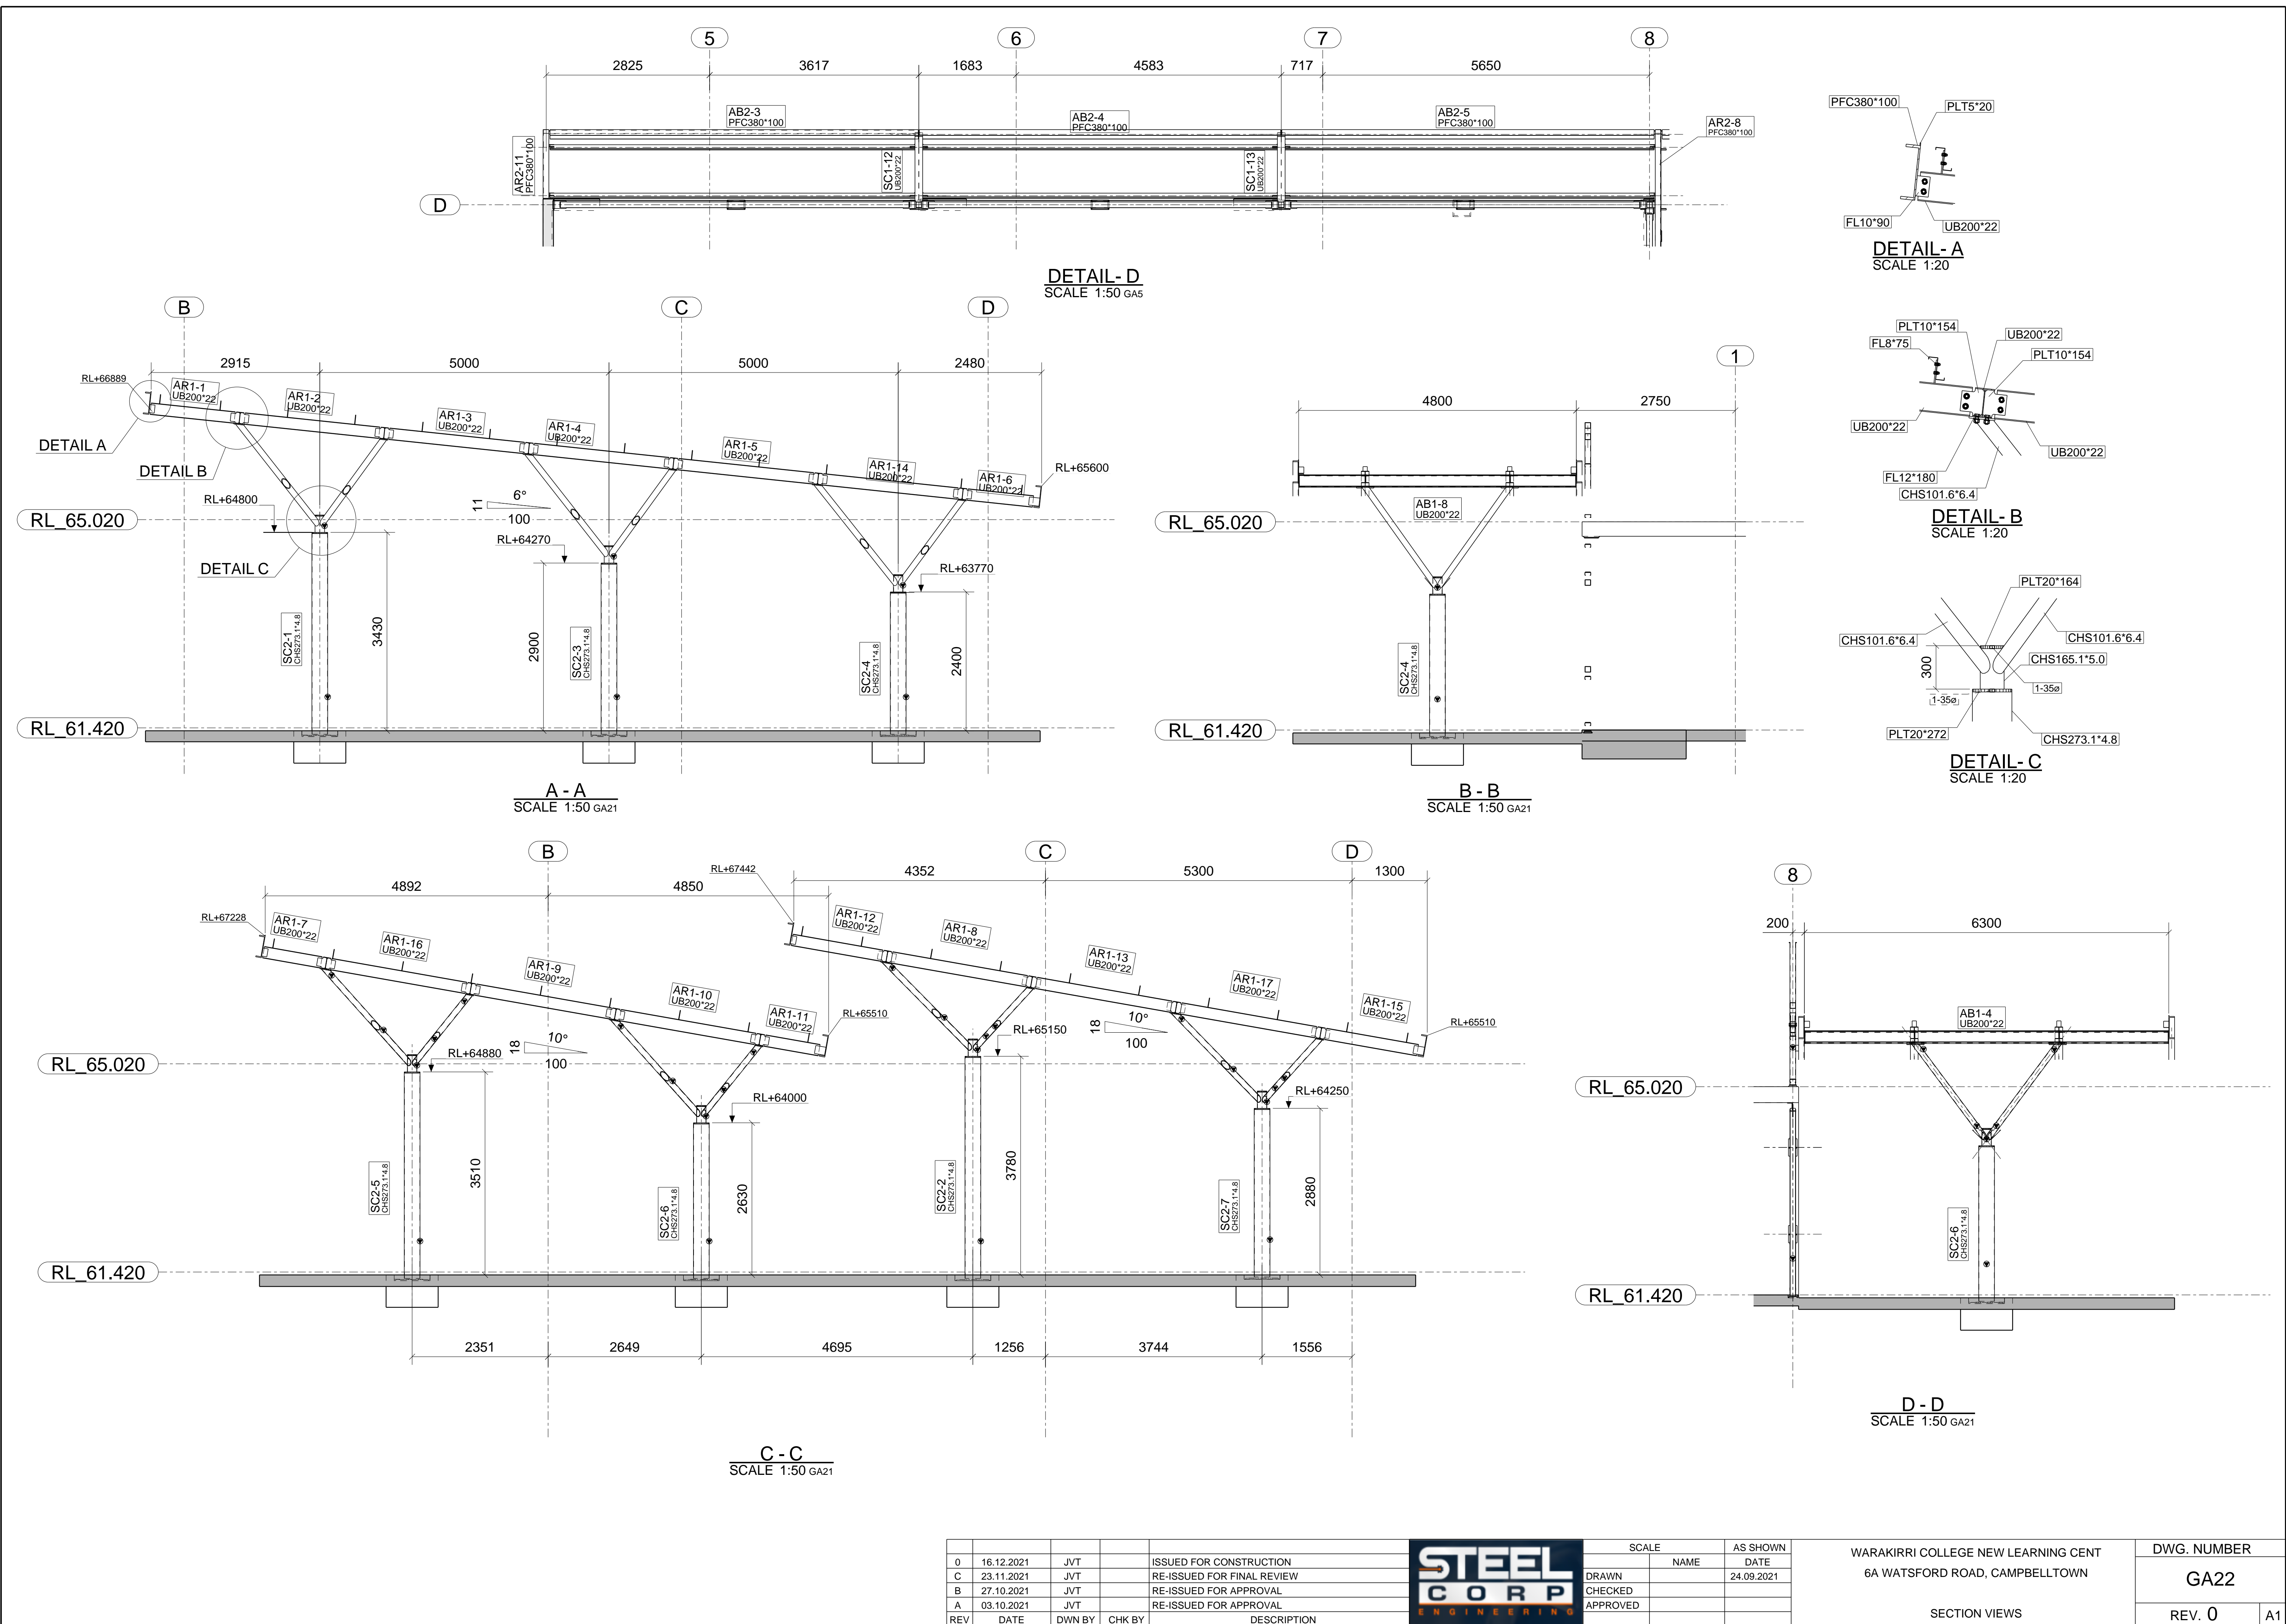 5
6
7
8
2825
3617
1683
4583
717
5650
AB2-3
PFC380*100
AB2-4
PFC380*100
AB2-5
PFC380*100
AR2-8
PFC380*100
AR2-11
PFC380*100
SC1-12
UB200*22
SC1-13
UB200*22
D
DETAIL- D
SCALE 1:50 GA5
PFC380*100
PLT5*20
FL10*90
UB200*22
DETAIL- A
SCALE 1:20
B
C
D
2915
5000
5000
2480
RL+66889
AR1-1
UB200*22
AR1-2
UB200*22
AR1-3
UB200*22
AR1-4
UB200*22
AR1-5
UB200*22
AR1-14
UB200*22
AR1-6
UB200*22
RL+65600
DETAIL A
DETAIL B
RL+64800
11
6°
100
RL_65.020
RL+64270
DETAIL C
RL+63770
SC2-1
CHS273.1*4.8
3430
2900
SC2-3
CHS273.1*4.8
SC2-4
CHS273.1*4.8
2400
RL_61.420
A - A
SCALE 1:50 GA21
1
4800
2750
AB1-8
UB200*22
RL_65.020
SC2-4
CHS273.1*4.8
RL_61.420
B - B
SCALE 1:50 GA21
PLT10*154
UB200*22
FL8*75
PLT10*154
UB200*22
UB200*22
FL12*180
CHS101.6*6.4
DETAIL- B
SCALE 1:20
PLT20*164
CHS101.6*6.4
CHS101.6*6.4
300
CHS165.1*5.0
1-35ø
1-35ø
PLT20*272
CHS273.1*4.8
DETAIL- C
SCALE 1:20
B
C
D
4892
4850
RL+67442
4352
5300
1300
RL+67228
AR1-7
UB200*22
AR1-16
UB200*22
AR1-9
UB200*22
AR1-10
UB200*22
AR1-11
UB200*22
RL+65510
AR1-12
UB200*22
AR1-8
UB200*22
AR1-13
UB200*22
AR1-17
UB200*22
AR1-15
UB200*22
RL+65510
18
10°
100
18
10°
100
RL_65.020
RL+64880
RL+64000
RL+65150
RL+64250
SC2-5
CHS273.1*4.8
3510
SC2-6
CHS273.1*4.8
2630
SC2-2
CHS273.1*4.8
3780
SC2-7
CHS273.1*4.8
2880
RL_61.420
2351
2649
4695
1256
3744
1556
C - C
SCALE 1:50 GA21
8
200
6300
AB1-4
UB200*22
RL_65.020
SC2-6
CHS273.1*4.8
RL_61.420
D - D
SCALE 1:50 GA21
0 16.12.2021 JVT ISSUED FOR CONSTRUCTION
C 23.11.2021 JVT RE-ISSUED FOR FINAL REVIEW
B 27.10.2021 JVT RE-ISSUED FOR APPROVAL
A 03.10.2021 JVT RE-ISSUED FOR APPROVAL
REV DATE DWN BY CHK BY DESCRIPTION
STEEL
CORP
ENGINEERING
SCALE AS SHOWN
NAME DATE
DRAWN 24.09.2021
CHECKED
APPROVED
WARAKIRRI COLLEGE NEW LEARNING CENT
6A WATSFORD ROAD, CAMPBELLTOWN
SECTION VIEWS
DWG. NUMBER
GA22
REV. 0 A1